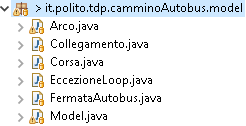 > it.polito.tdp.camminoAutobus.model
Arco.java
Collegamento.java
Corsa.java
EccezioneLoop.java
FermataAutobus.java
Model.java